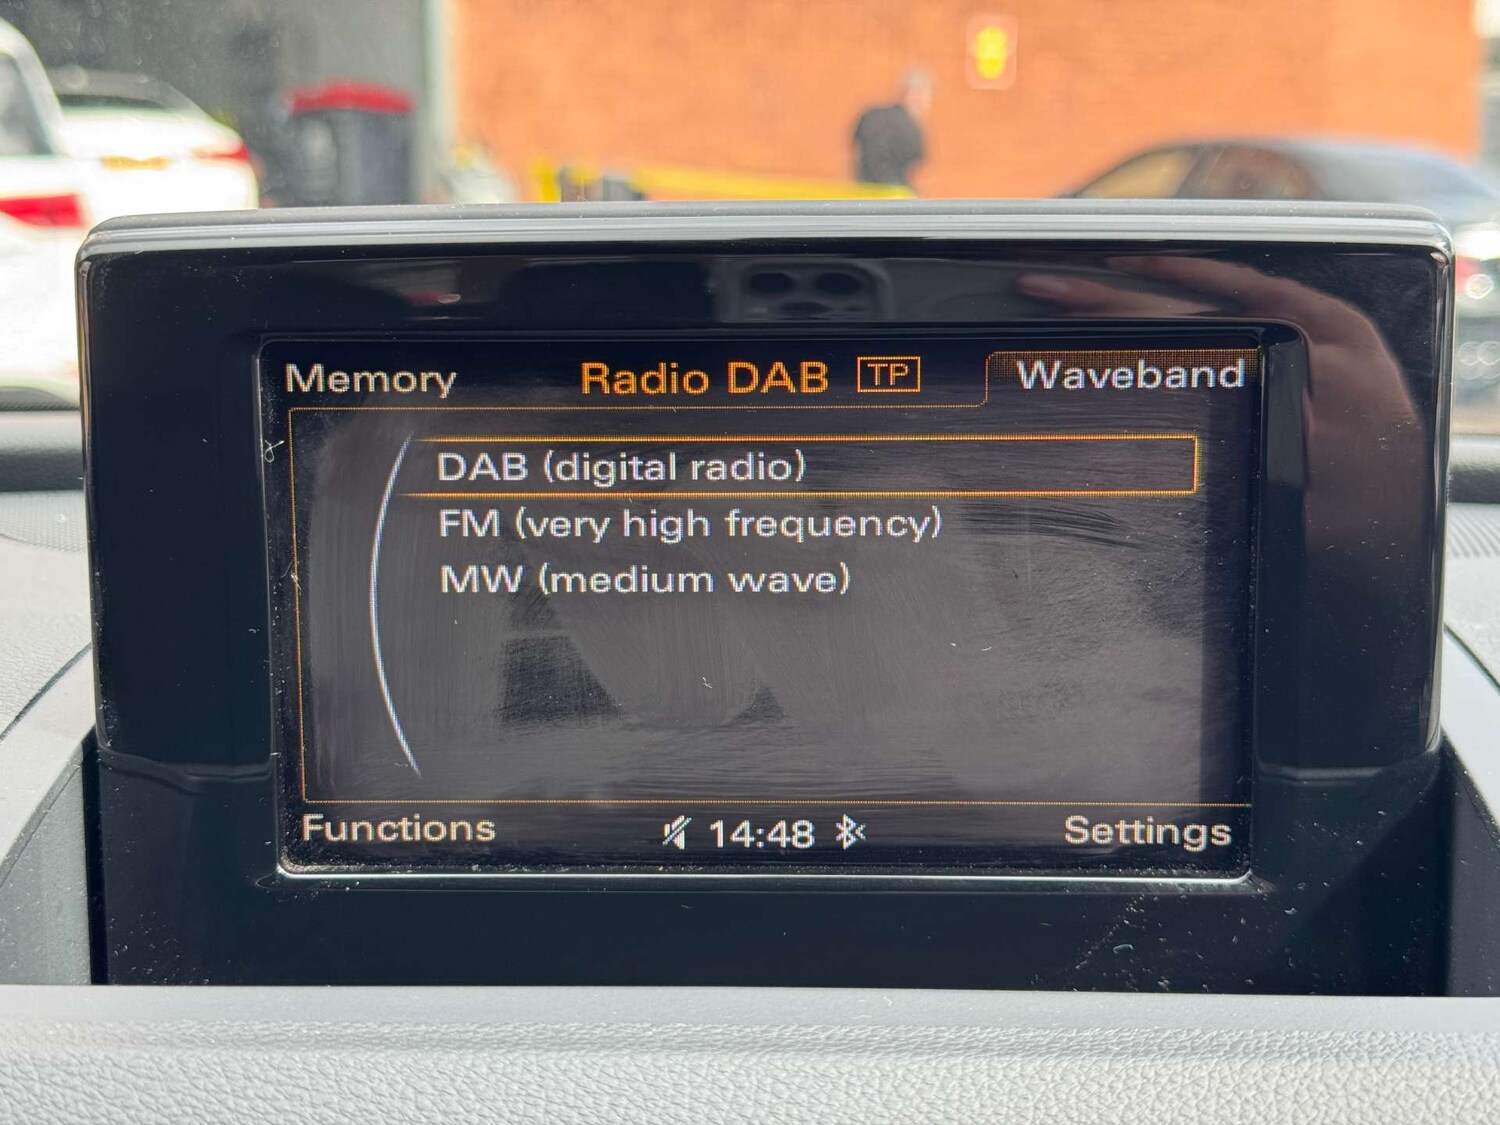 Memory Radio DAB TP Waveband
DAB (digital radio)
FM (very high frequency)
MW (medium wave)
Functions 14:48 Settings